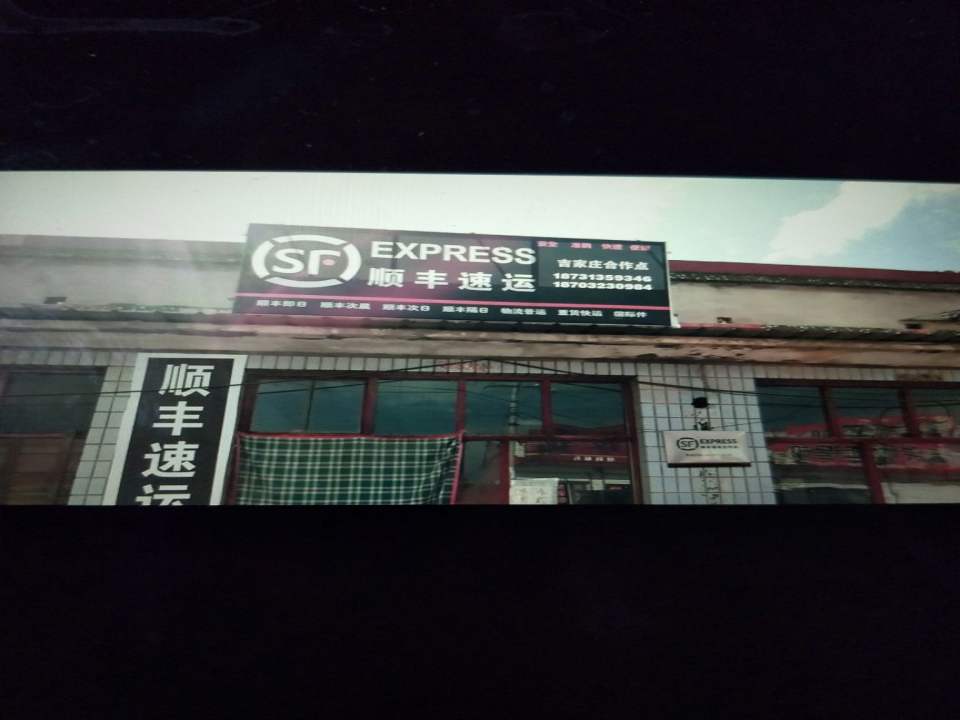 SF EXPRESS
顺丰速运
安全 准确 快速 便捷
吉家庄合作点
18731359346
18703230984
顺丰即日 顺丰次晨 顺丰次日 顺丰隔日 物流普运 重货快运 国际件
顺丰速运
SF EXPRESS